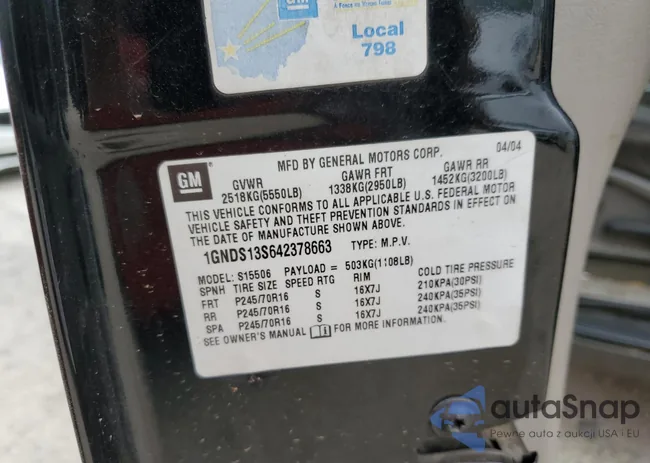 GM
Local
798
MFD BY GENERAL MOTORS CORP. 04/04
GM
GVWR GAWR FRT GAWR RR
2518KG(5550LB) 1338KG(2950LB) 1452KG(3200LB)
THIS VEHICLE CONFORMS TO ALL APPLICABLE U.S. FEDERAL MOTOR
VEHICLE SAFETY AND THEFT PREVENTION STANDARDS IN EFFECT ON
THE DATE OF MANUFACTURE SHOWN ABOVE.
1GNDS13S642378663 TYPE: M.P.V.
MODEL: S15506 PAYLOAD = 503KG(1108LB)
SPNH TIRE SIZE SPEED RTG RIM COLD TIRE PRESSURE
FRT P245/70R16 S 16X7J 210KPA(30PSI)
RR P245/70R16 S 16X7J 240KPA(35PSI)
SPA P245/70R16 S 16X7J 240KPA(35PSI)
SEE OWNER'S MANUAL FOR MORE INFORMATION.
autaSnap
Pewne auta z aukcji USA i EU